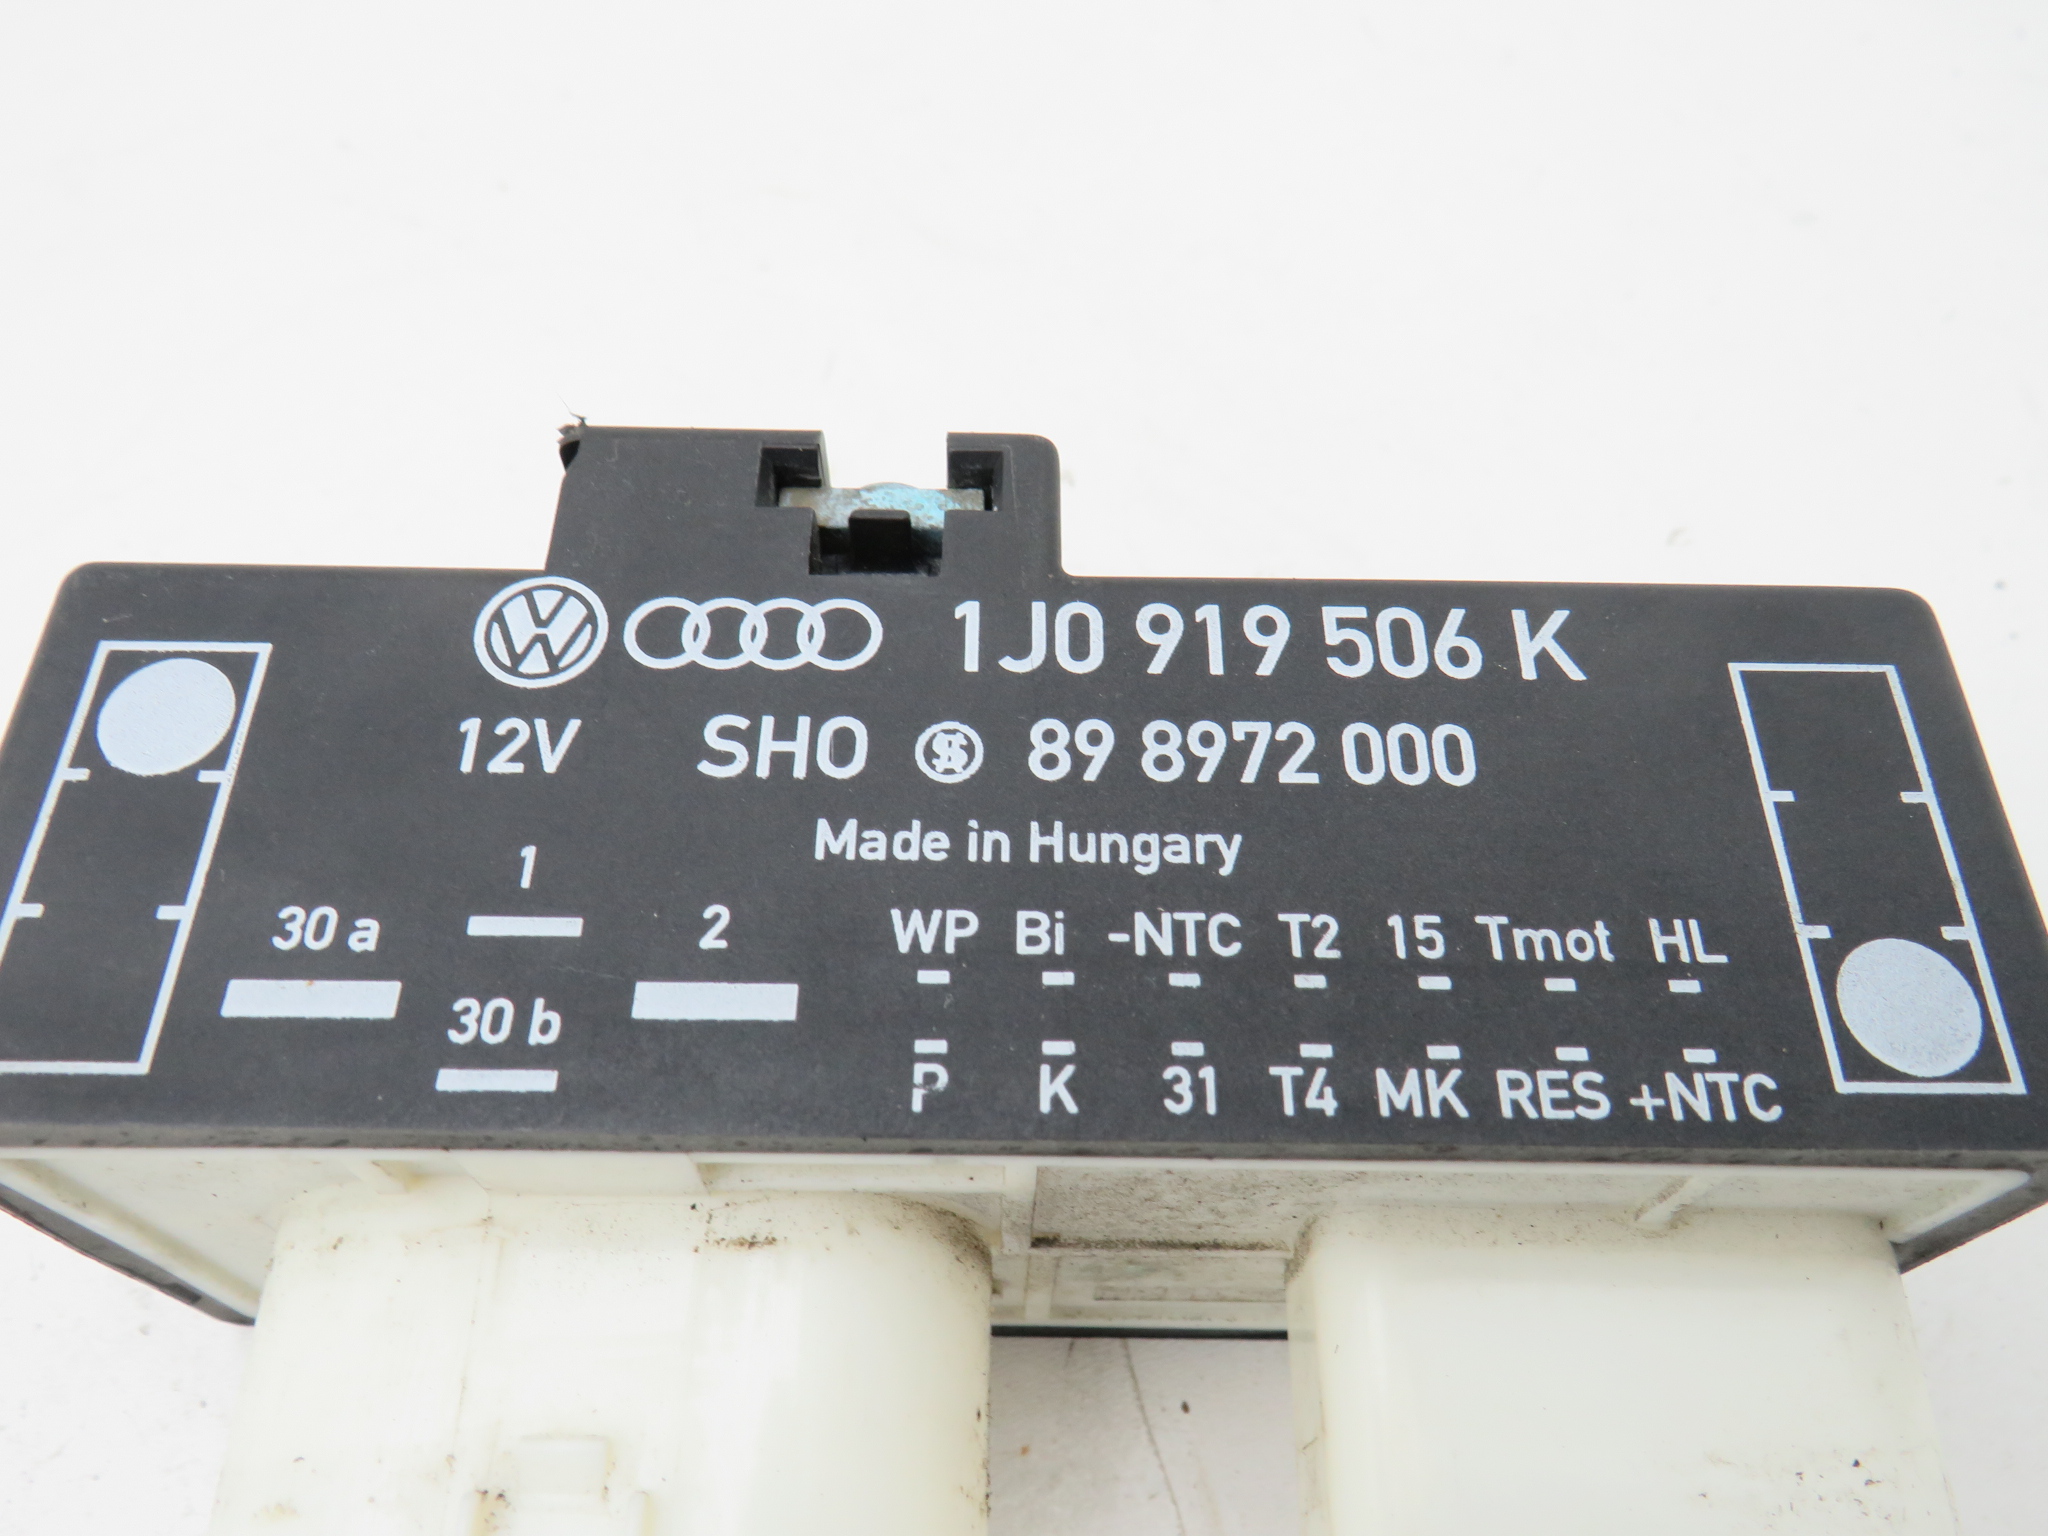 1J0 919 506 K
12V SHO 89 8972 000
Made in Hungary
1
30 a 2
30 b
WP Bi -NTC T2 15 Tmot HL
P K 31 T4 MK RES +NTC